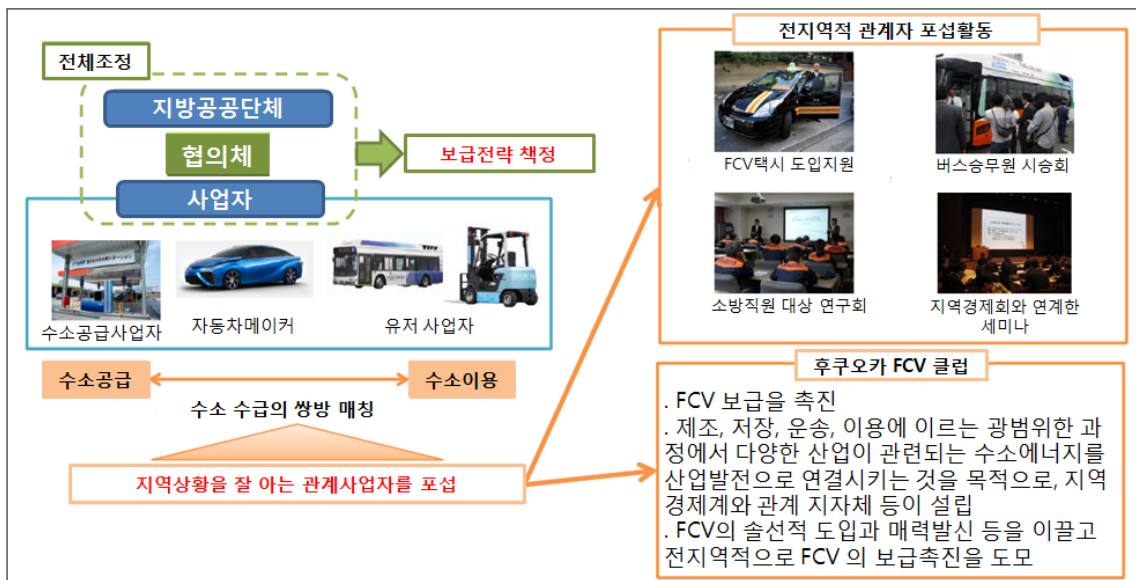 전체조정
지방공공단체
협의체
사업자
보급전략 책정
수소공급사업자
자동차메이커
유저 사업자
수소공급
수소이용
수소 수급의 쌍방 매칭
지역상황을 잘 아는 관계사업자를 포섭
전지역적 관계자 포섭활동
FCV택시 도입지원
버스승무원 시승회
소방직원 대상 연구회
지역경제회와 연계한
세미나
후쿠오카 FCV 클럽
. FCV 보급을 촉진
. 제조, 저장, 운송, 이용에 이르는 광범위한 과
정에서 다양한 산업이 관련되는 수소에너지를
산업발전으로 연결시키는 것을 목적으로, 지역
경제계와 관계 지자체 등이 설립
. FCV의 솔선적 도입과 매력발신 등을 이끌고
전지역적으로 FCV 의 보급촉진을 도모